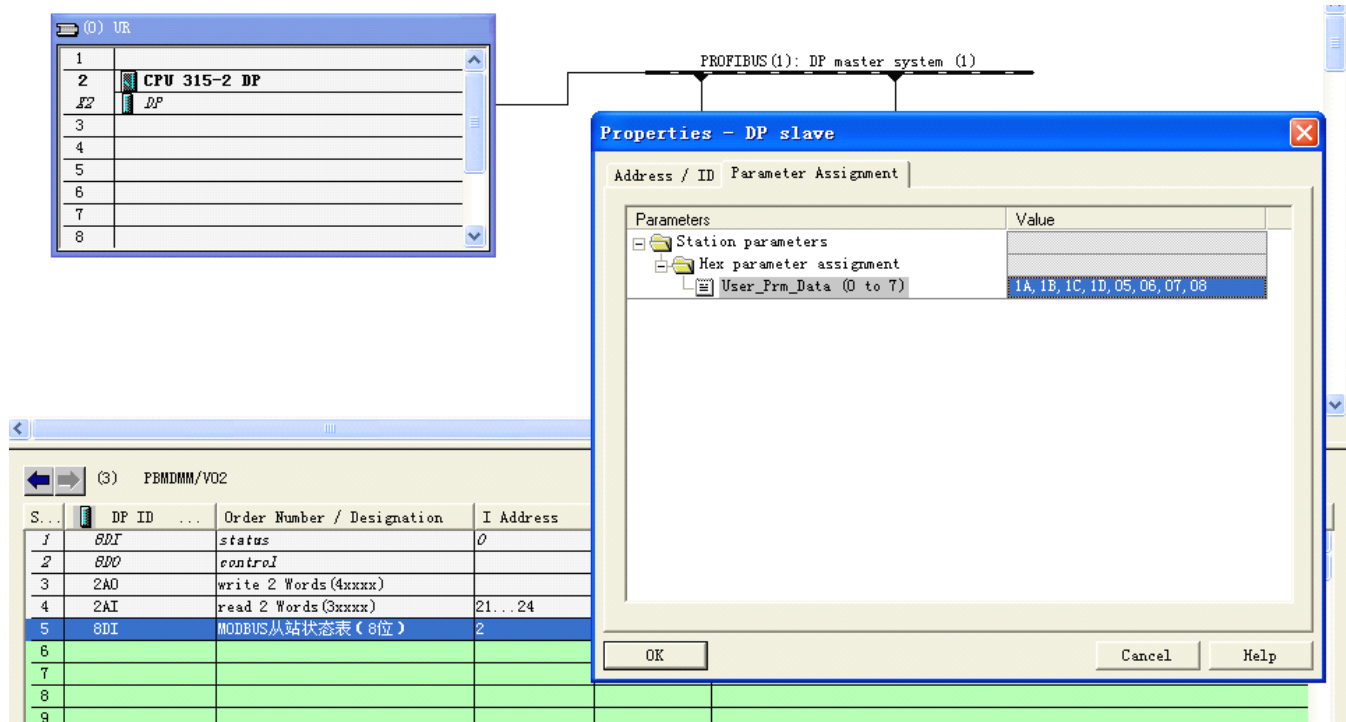 (0) UR
1
2 CPU 315-2 DP
X2 DP
3
4
5
6
7
8
PROFIBUS(1): DP master system (1)
Properties - DP slave
Address / ID Parameter Assignment
Parameters Value
Station parameters
Hex parameter assignment
User_Prm_Data (0 to 7) 1A,1B,1C,1D,05,06,07,08
OK Cancel Help
(3) PBMDMM/V02
S... DP ID ... Order Number / Designation I Address
1 8DI status 0
2 8DO control
3 2AO write 2 Words(4xxxx)
4 2AI read 2 Words(3xxxx) 21...24
5 8DI MODBUS从站状态表(8位) 2
6
7
8
9